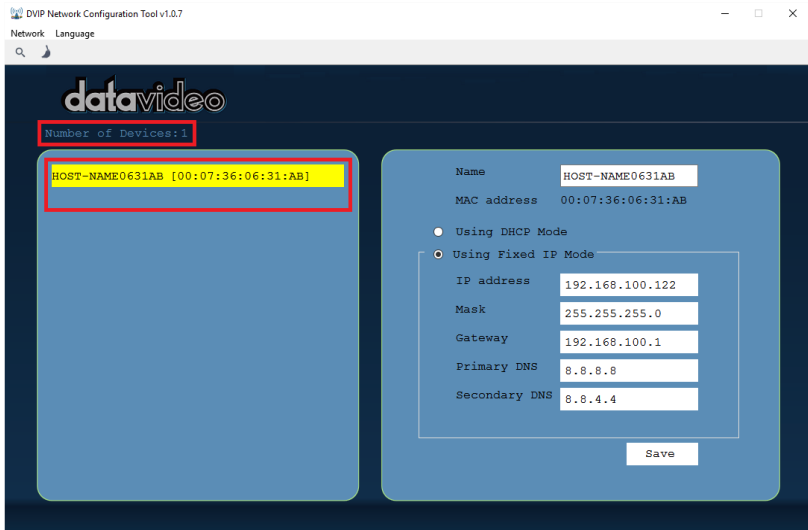 DVIP Network Configuration Tool v1.0.7
Network Language
datavideo
Number of Devices:1
HOST-NAME0631AB [00:07:36:06:31:AB]
Name HOST-NAME0631AB
MAC address 00:07:36:06:31:AB
Using DHCP Mode
Using Fixed IP Mode
IP address 192.168.100.122
Mask 255.255.255.0
Gateway 192.168.100.1
Primary DNS 8.8.8.8
Secondary DNS 8.8.4.4
Save